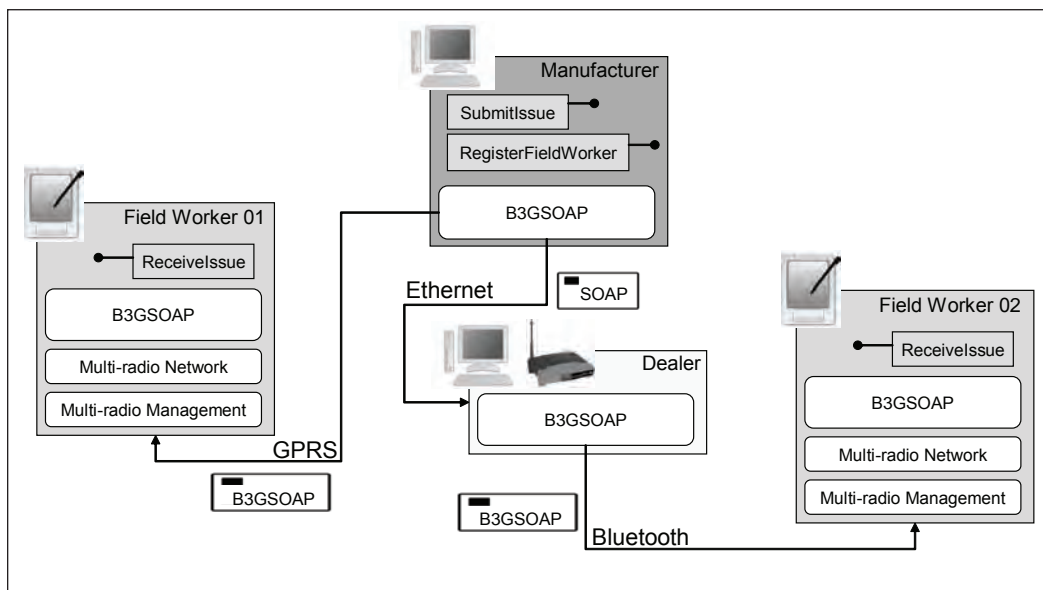 Manufacturer
SubmitIssue
RegisterFieldWorker
B3GSOAP
Field Worker 01
ReceiveIssue
B3GSOAP
Multi-radio Network
Multi-radio Management
GPRS
B3GSOAP
Ethernet
SOAP
Dealer
B3GSOAP
B3GSOAP
Bluetooth
Field Worker 02
ReceiveIssue
B3GSOAP
Multi-radio Network
Multi-radio Management